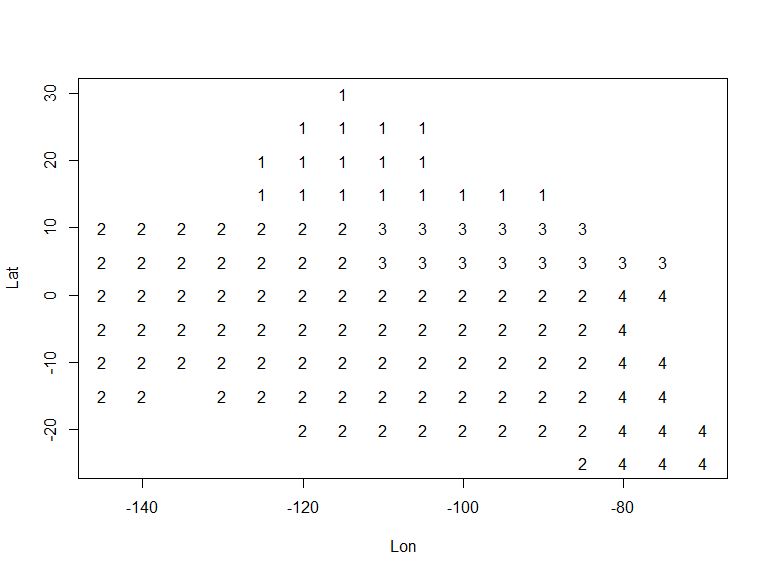 1
30 1 1 1 1
20 1 1 1 1 1
1 1 1 1 1 1 1 1
10 2 2 2 2 2 2 2 3 3 3 3 3 3
2 2 2 2 2 2 2 3 3 3 3 3 3 3 3
0 2 2 2 2 2 2 2 2 2 2 2 2 2 4 4
2 2 2 2 2 2 2 2 2 2 2 2 2 4
-10 2 2 2 2 2 2 2 2 2 2 2 2 2 4 4
2 2 2 2 2 2 2 2 2 2 2 2 4 4
-20 2 2 2 2 2 2 2 2 4 4 4
2 4 4 4
-140 -120 -100 -80
Lon
Lat